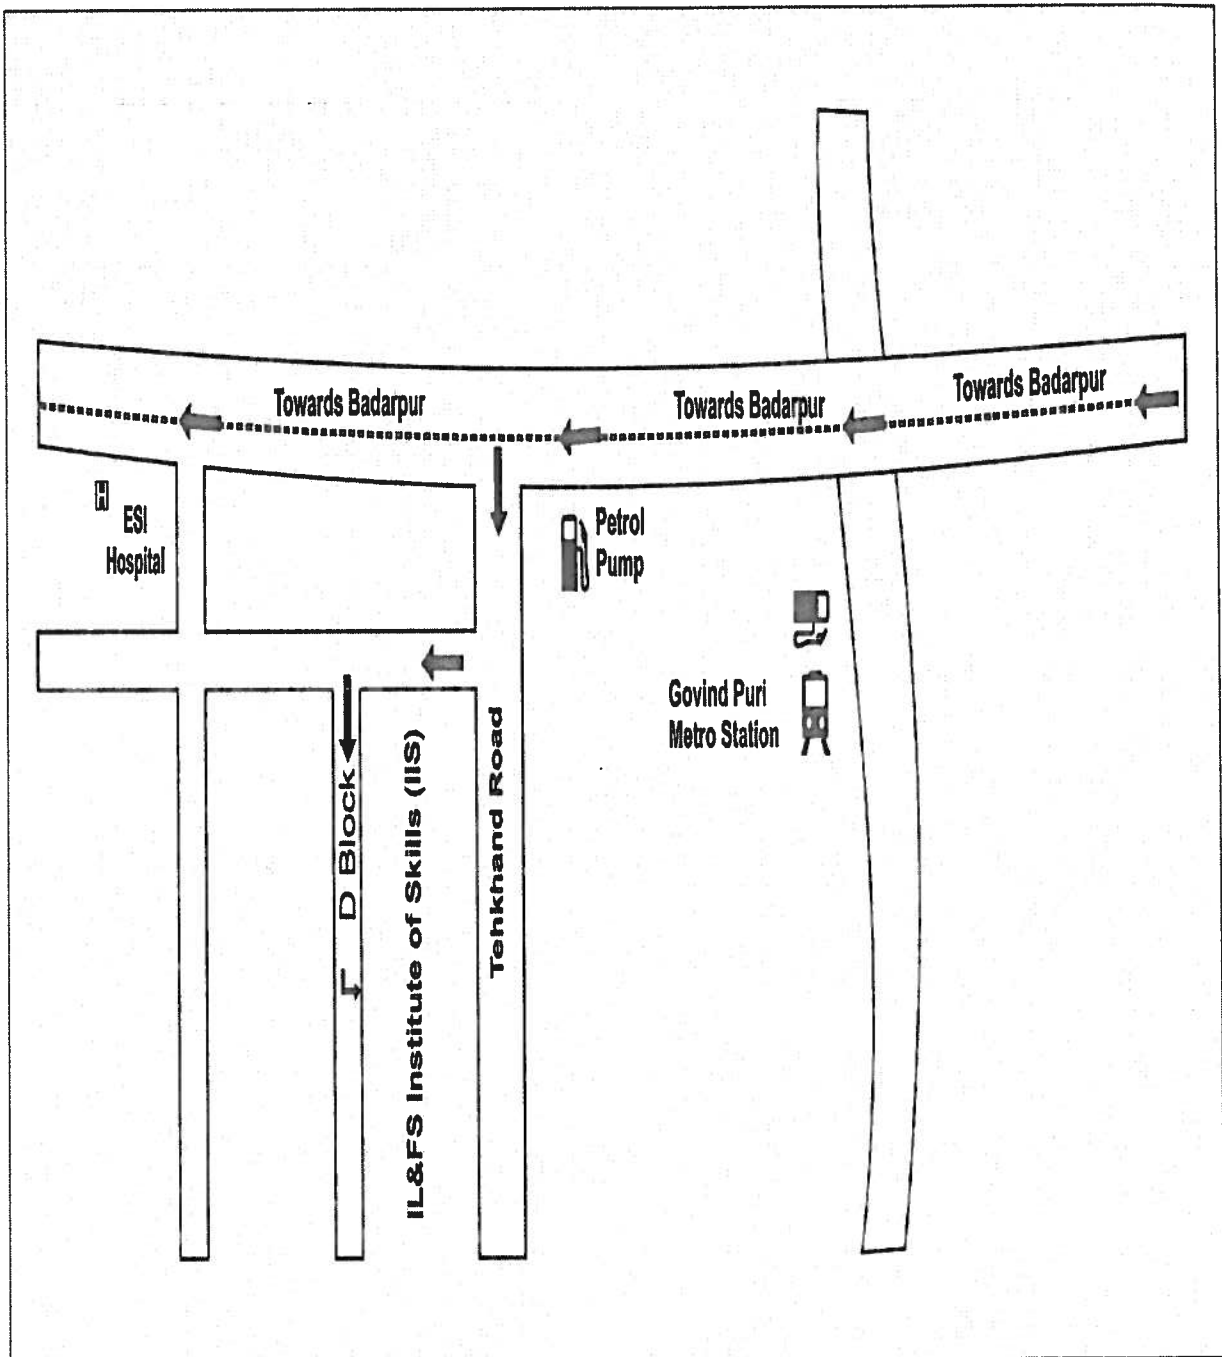 Towards Badarpur
Towards Badarpur
Towards Badarpur
H
ESI
Hospital
Petrol
Pump
Govind Puri
Metro Station
D Block
IL&FS Institute of Skills (IIS)
Tehkhand Road